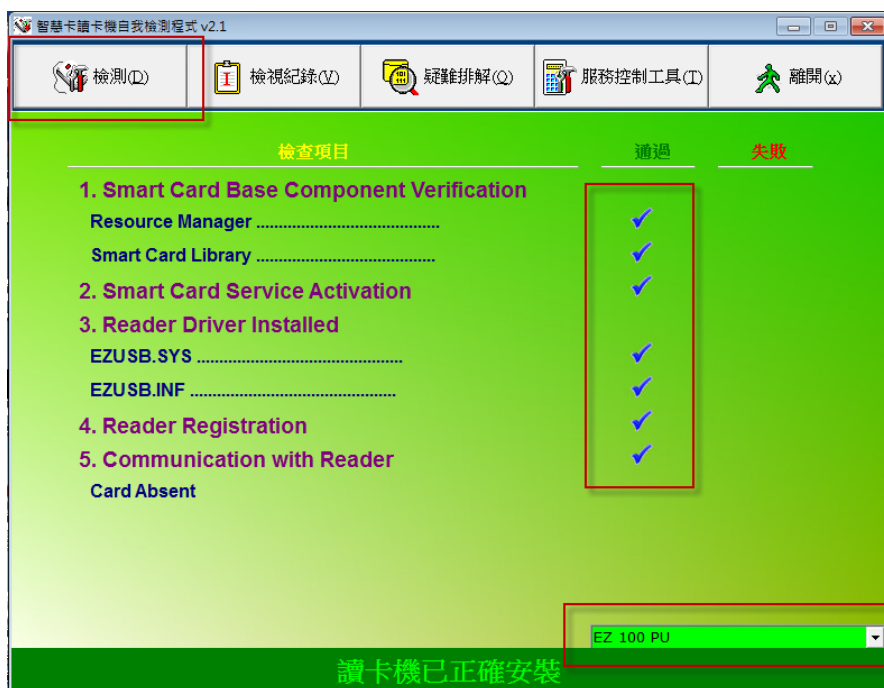 智慧卡讀卡機自我檢測程式 v2.1
檢測(D) 檢視紀錄(V) 疑難排解(Q) 服務控制工具(T) 離開(x)
檢查項目 通過 失敗
1. Smart Card Base Component Verification
Resource Manager ..........................................
Smart Card Library .........................................
2. Smart Card Service Activation
3. Reader Driver Installed
EZUSB.SYS ...............................................
EZUSB.INF ...............................................
4. Reader Registration
5. Communication with Reader
Card Absent
EZ 100 PU
讀卡機已正確安裝